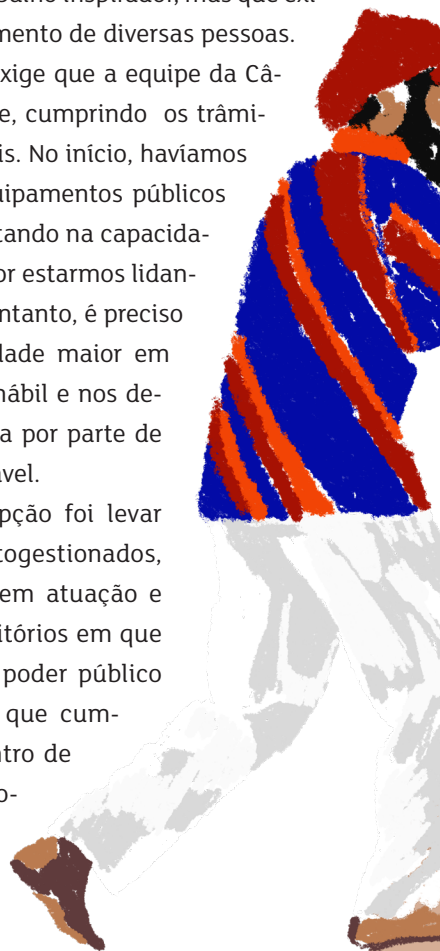 balho inspirador, mas que exi-
mento de diversas pessoas.
xige que a equipe da Câ-
e, cumprindo os trâmi-
is. No início, havíamos
uipamentos públicos
tando na capacida-
or estarmos lidan-
ntanto, é preciso
dade maior em
hábil e nos de-
a por parte de
ável.
pção foi levar
togestionados,
em atuação e
itórios em que
poder público
que cum-
ntro de
o-